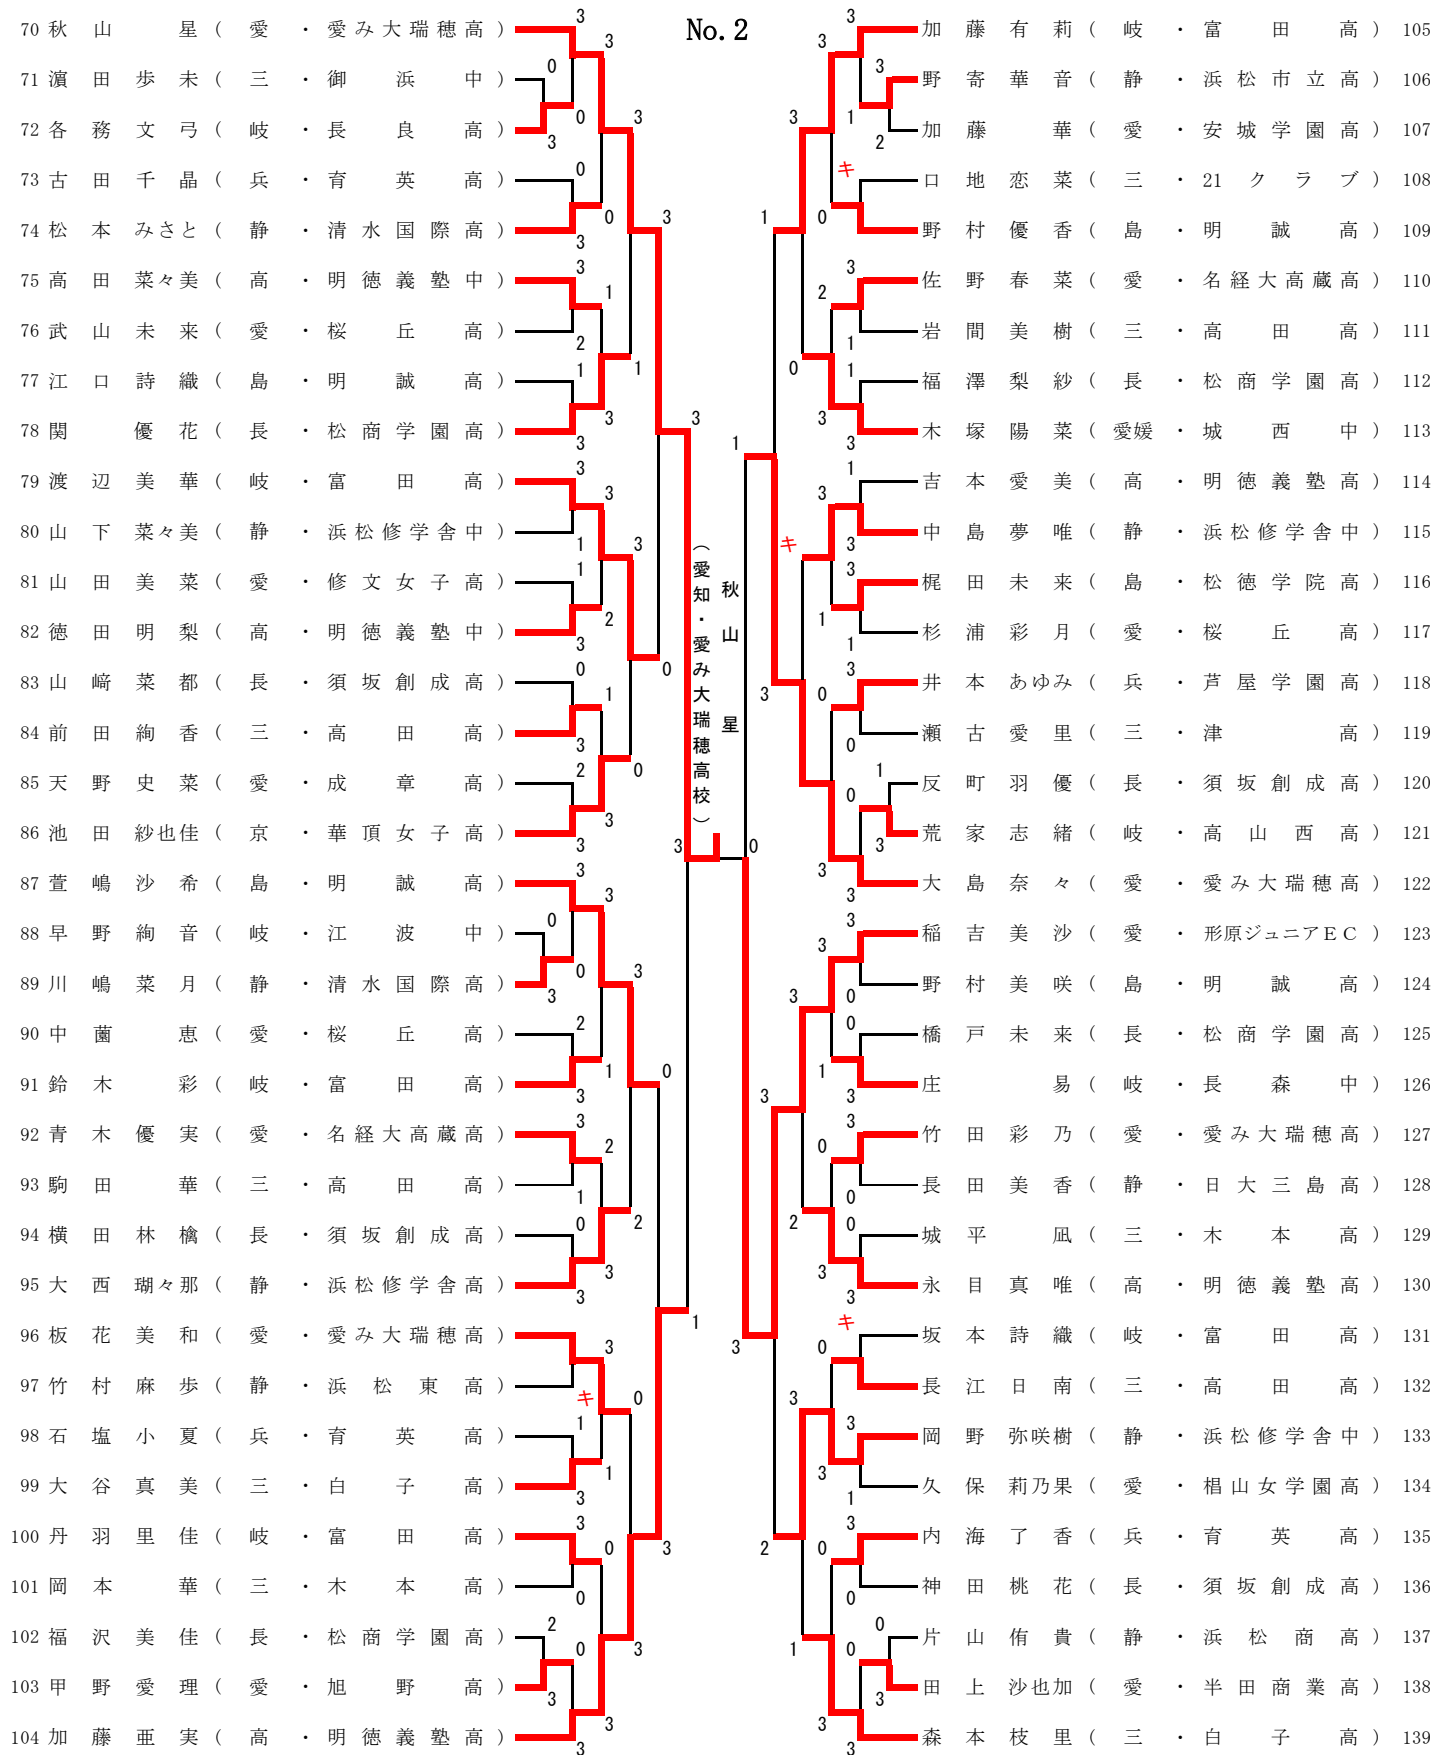 No.2
70 秋山 星 (愛・愛み大瑞穂高)
71 濵田歩未 (三・御浜中)
72 各務文弓 (岐・長良高)
73 古田千晶 (兵・育英高)
74 松本みさと (静・清水国際高)
75 高田菜々美 (高・明徳義塾中)
76 武山未来 (愛・桜丘高)
77 江口詩織 (島・明誠高)
78 関 優花 (長・松商学園高)
79 渡辺美華 (岐・富田高)
80 山下菜々美 (静・浜松修学舎中)
81 山田美菜 (愛・修文女子高)
82 徳田明梨 (高・明徳義塾中)
83 山﨑菜都 (長・須坂創成高)
84 前田絢香 (三・高田高)
85 天野史菜 (愛・成章高)
86 池田紗也佳 (京・華頂女子高)
87 萱嶋沙希 (島・明誠高)
88 早野絢音 (岐・江波中)
89 川嶋菜月 (静・清水国際高)
90 中薗 恵 (愛・桜丘高)
91 鈴木 彩 (岐・富田高)
92 青木優実 (愛・名経大高蔵高)
93 駒田 華 (三・高田高)
94 横田林檎 (長・須坂創成高)
95 大西瑚々那 (静・浜松修学舎高)
96 板花美和 (愛・愛み大瑞穂高)
97 竹村麻歩 (静・浜松東高)
98 石塩小夏 (兵・育英高)
99 大谷真美 (三・白子高)
100 丹羽里佳 (岐・富田高)
101 岡本 華 (三・木本高)
102 福沢美佳 (長・松商学園高)
103 甲野愛理 (愛・旭野高)
104 加藤亜実 (高・明徳義塾高)
秋山 星
(愛知・愛み大瑞穂高校)
加藤有莉 (岐・富田高) 105
野寄華音 (静・浜松市立高) 106
加藤 華 (愛・安城学園高) 107
口地恋菜 (三・21クラブ) 108
野村優香 (島・明誠高) 109
佐野春菜 (愛・名経大高蔵高) 110
岩間美樹 (三・高田高) 111
福澤梨紗 (長・松商学園高) 112
木塚陽菜 (愛媛・城西中) 113
吉本愛美 (高・明徳義塾高) 114
中島夢唯 (静・浜松修学舎中) 115
梶田未来 (島・松徳学院高) 116
杉浦彩月 (愛・桜丘高) 117
井本あゆみ (兵・芦屋学園高) 118
瀬古愛里 (三・津高) 119
反町羽優 (長・須坂創成高) 120
荒家志緒 (岐・高山西高) 121
大島奈々 (愛・愛み大瑞穂高) 122
稲吉美沙 (愛・形原ジュニアEC) 123
野村美咲 (島・明誠高) 124
橋戸未来 (長・松商学園高) 125
庄 易 (岐・長森中) 126
竹田彩乃 (愛・愛み大瑞穂高) 127
長田美香 (静・日大三島高) 128
城平 凪 (三・木本高) 129
永目真唯 (高・明徳義塾高) 130
坂本詩織 (岐・富田高) 131
長江日南 (三・高田高) 132
岡野弥咲樹 (静・浜松修学舎中) 133
久保莉乃果 (愛・椙山女学園高) 134
内海了香 (兵・育英高) 135
神田桃花 (長・須坂創成高) 136
片山侑貴 (静・浜松商高) 137
田上沙也加 (愛・半田商業高) 138
森本枝里 (三・白子高) 139